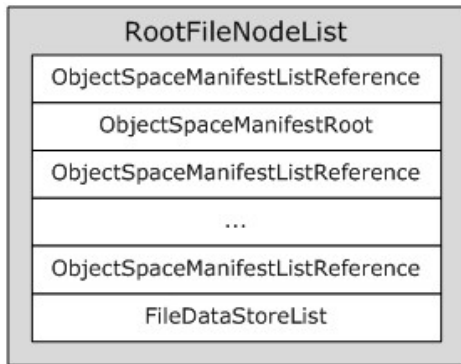 RootFileNodeList
ObjectSpaceManifestListReference
ObjectSpaceManifestRoot
ObjectSpaceManifestListReference
...
ObjectSpaceManifestListReference
FileDataStoreList